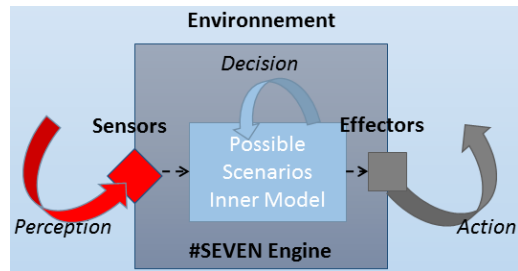 Environnement
Decision
Sensors
Effectors
Possible
Scenarios
Inner Model
Perception
Action
#SEVEN Engine